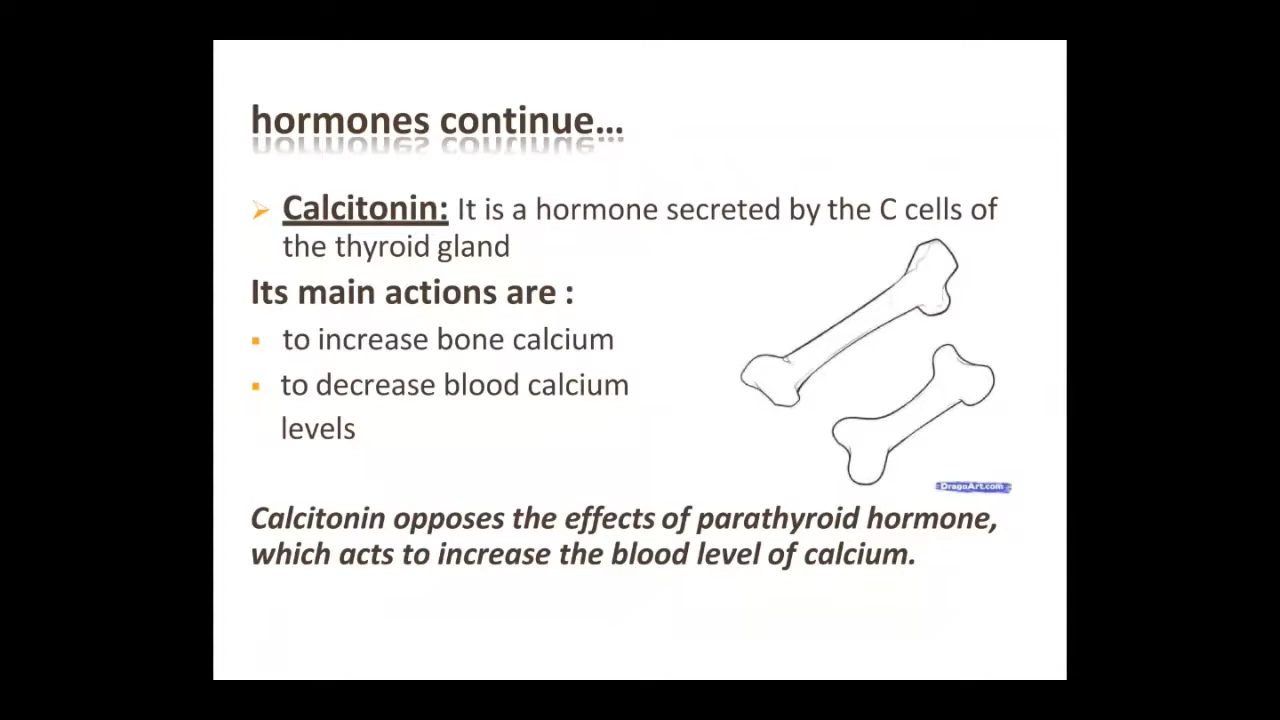 hormones continue...
➢ Calcitonin: It is a hormone secreted by the C cells of
the thyroid gland
Its main actions are :
▪ to increase bone calcium
▪ to decrease blood calcium
levels
DragoArt.com
Calcitonin opposes the effects of parathyroid hormone,
which acts to increase the blood level of calcium.